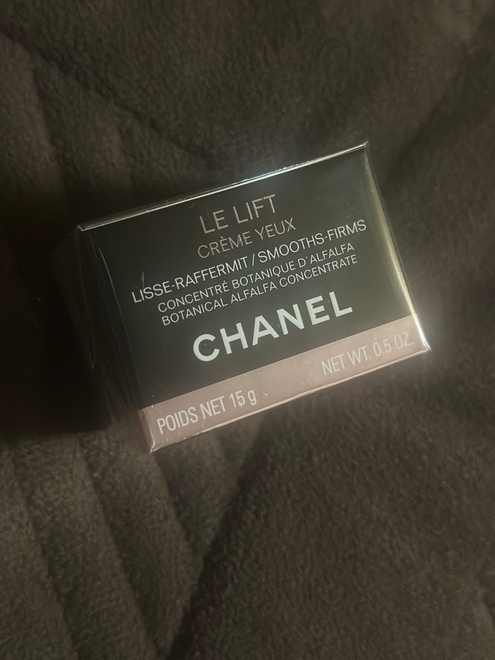 LE LIFT
CRÈME YEUX
LISSE-RAFFERMIT / SMOOTHS-FIRMS
CONCENTRÉ BOTANIQUE D'ALFALFA
BOTANICAL ALFALFA CONCENTRATE
CHANEL
POIDS NET 15 g NET WT. 0.5 OZ.